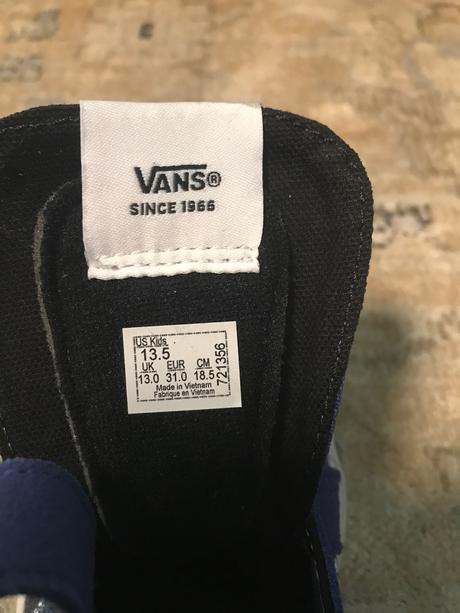 VANS®
SINCE 1966
US Kids
13.5
UK EUR CM
13.0 31.0 18.5
Made in Vietnam
Fabrique en Vietnam
721356